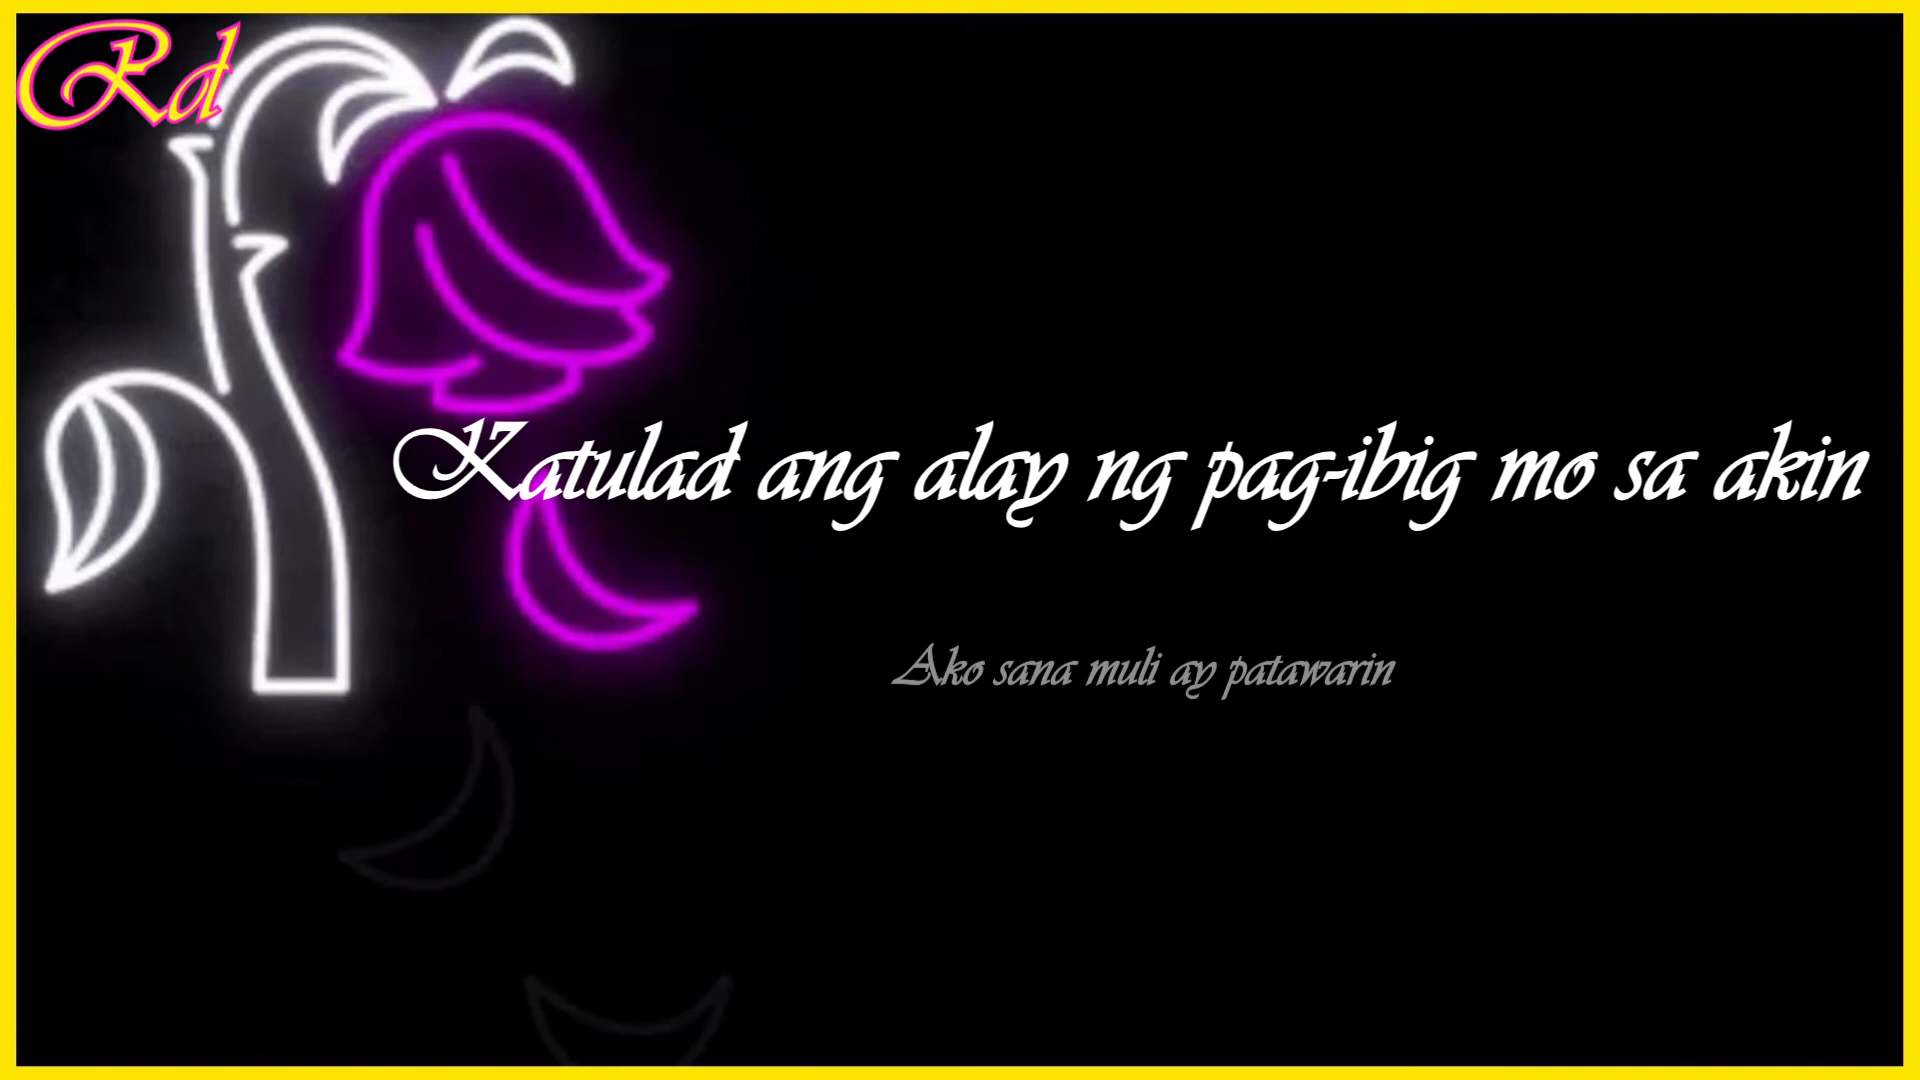 Rd
Katulad ang alay ng pag-ibig mo sa akin
Ako sana muli ay patawarin